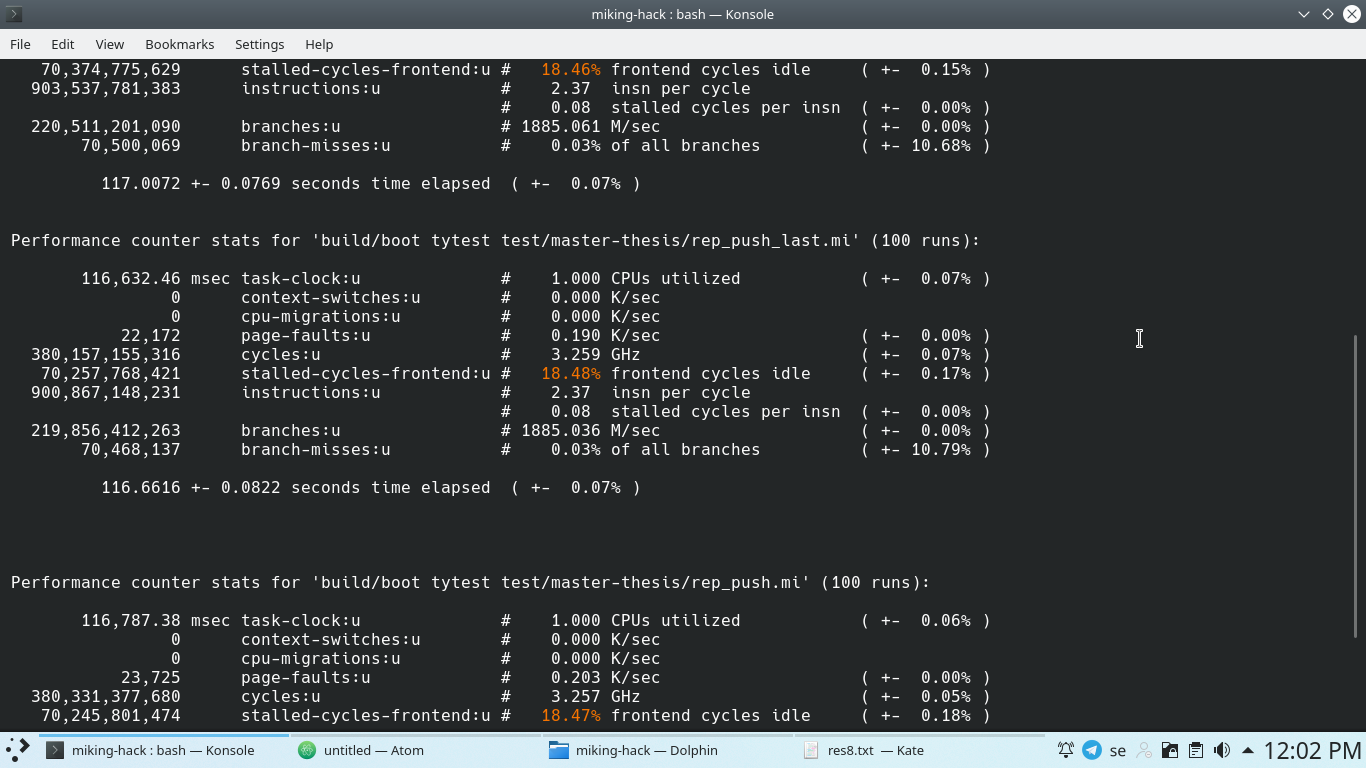 miking-hack : bash — Konsole
File Edit View Bookmarks Settings Help
70,374,775,629 stalled-cycles-frontend:u # 18.46% frontend cycles idle ( +- 0.15% )
903,537,781,383 instructions:u # 2.37 insn per cycle
# 0.08 stalled cycles per insn ( +- 0.00% )
220,511,201,090 branches:u # 1885.061 M/sec ( +- 0.00% )
70,500,069 branch-misses:u # 0.03% of all branches ( +- 10.68% )
117.0072 +- 0.0769 seconds time elapsed ( +- 0.07% )
Performance counter stats for 'build/boot tytest test/master-thesis/rep_push_last.mi' (100 runs):
116,632.46 msec task-clock:u # 1.000 CPUs utilized ( +- 0.07% )
0 context-switches:u # 0.000 K/sec
0 cpu-migrations:u # 0.000 K/sec
22,172 page-faults:u # 0.190 K/sec ( +- 0.00% )
380,157,155,316 cycles:u # 3.259 GHz ( +- 0.07% )
70,257,768,421 stalled-cycles-frontend:u # 18.48% frontend cycles idle ( +- 0.17% )
900,867,148,231 instructions:u # 2.37 insn per cycle
# 0.08 stalled cycles per insn ( +- 0.00% )
219,856,412,263 branches:u # 1885.036 M/sec ( +- 0.00% )
70,468,137 branch-misses:u # 0.03% of all branches ( +- 10.79% )
116.6616 +- 0.0822 seconds time elapsed ( +- 0.07% )
Performance counter stats for 'build/boot tytest test/master-thesis/rep_push.mi' (100 runs):
116,787.38 msec task-clock:u # 1.000 CPUs utilized ( +- 0.06% )
0 context-switches:u # 0.000 K/sec
0 cpu-migrations:u # 0.000 K/sec
23,725 page-faults:u # 0.203 K/sec ( +- 0.00% )
380,331,377,680 cycles:u # 3.257 GHz ( +- 0.05% )
70,245,801,474 stalled-cycles-frontend:u # 18.47% frontend cycles idle ( +- 0.18% )
miking-hack : bash — Konsole untitled — Atom miking-hack — Dolphin res8.txt — Kate se 12:02 PM